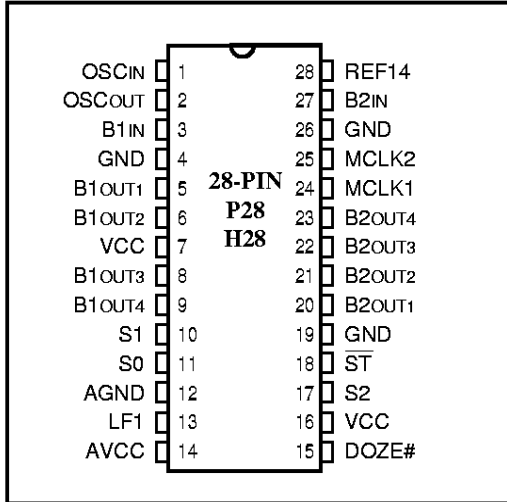 OSCIN 1 28 REF14
OSCOUT 2 27 B2IN
B1IN 3 26 GND
GND 4 25 MCLK2
B1OUT1 5 28-PIN 24 MCLK1
B1OUT2 6 P28 23 B2OUT4
VCC 7 H28 22 B2OUT3
B1OUT3 8 21 B2OUT2
B1OUT4 9 20 B2OUT1
S1 10 19 GND
S0 11 18 S̅T̅
AGND 12 17 S2
LF1 13 16 VCC
AVCC 14 15 DOZE#